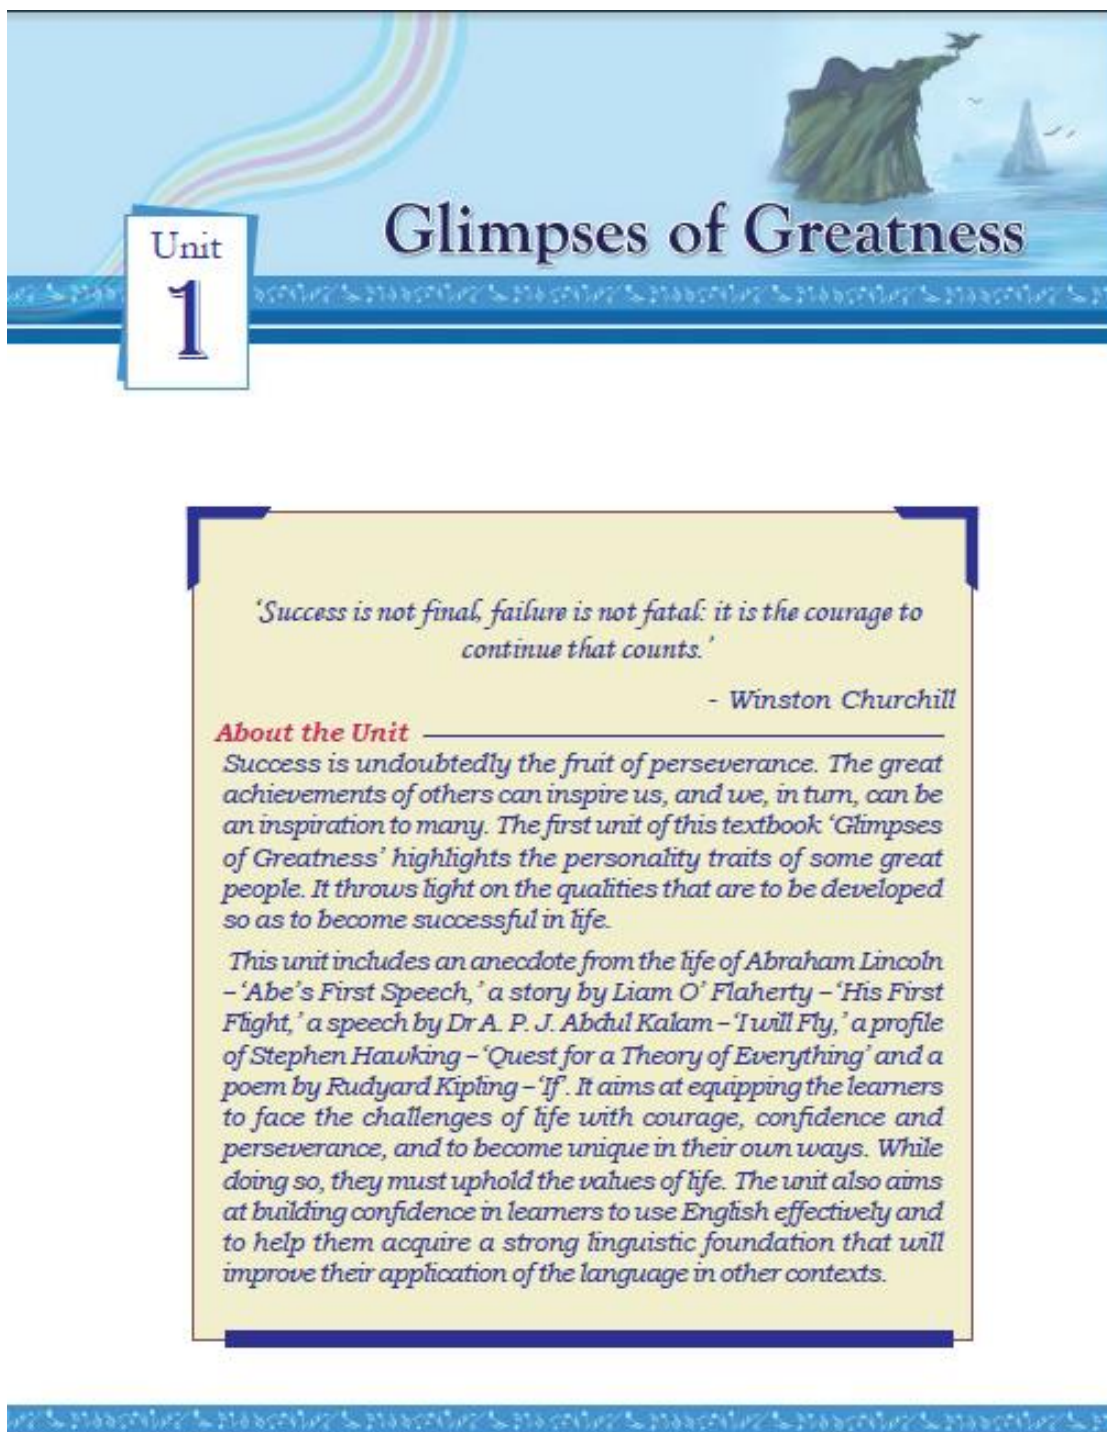 Glimpses of Greatness
Unit
1
‘Success is not final, failure is not fatal: it is the courage to
continue that counts.’
- Winston Churchill
About the Unit
Success is undoubtedly the fruit of perseverance. The great
achievements of others can inspire us, and we, in turn, can be
an inspiration to many. The first unit of this textbook ‘Glimpses
of Greatness’ highlights the personality traits of some great
people. It throws light on the qualities that are to be developed
so as to become successful in life.
This unit includes an anecdote from the life of Abraham Lincoln
– ‘Abe’s First Speech,’ a story by Liam O’ Flaherty – ‘His First
Flight,’ a speech by Dr A. P. J. Abdul Kalam – ‘I will Fly,’ a profile
of Stephen Hawking – ‘Quest for a Theory of Everything’ and a
poem by Rudyard Kipling – ‘If’. It aims at equipping the learners
to face the challenges of life with courage, confidence and
perseverance, and to become unique in their own ways. While
doing so, they must uphold the values of life. The unit also aims
at building confidence in learners to use English effectively and
to help them acquire a strong linguistic foundation that will
improve their application of the language in other contexts.